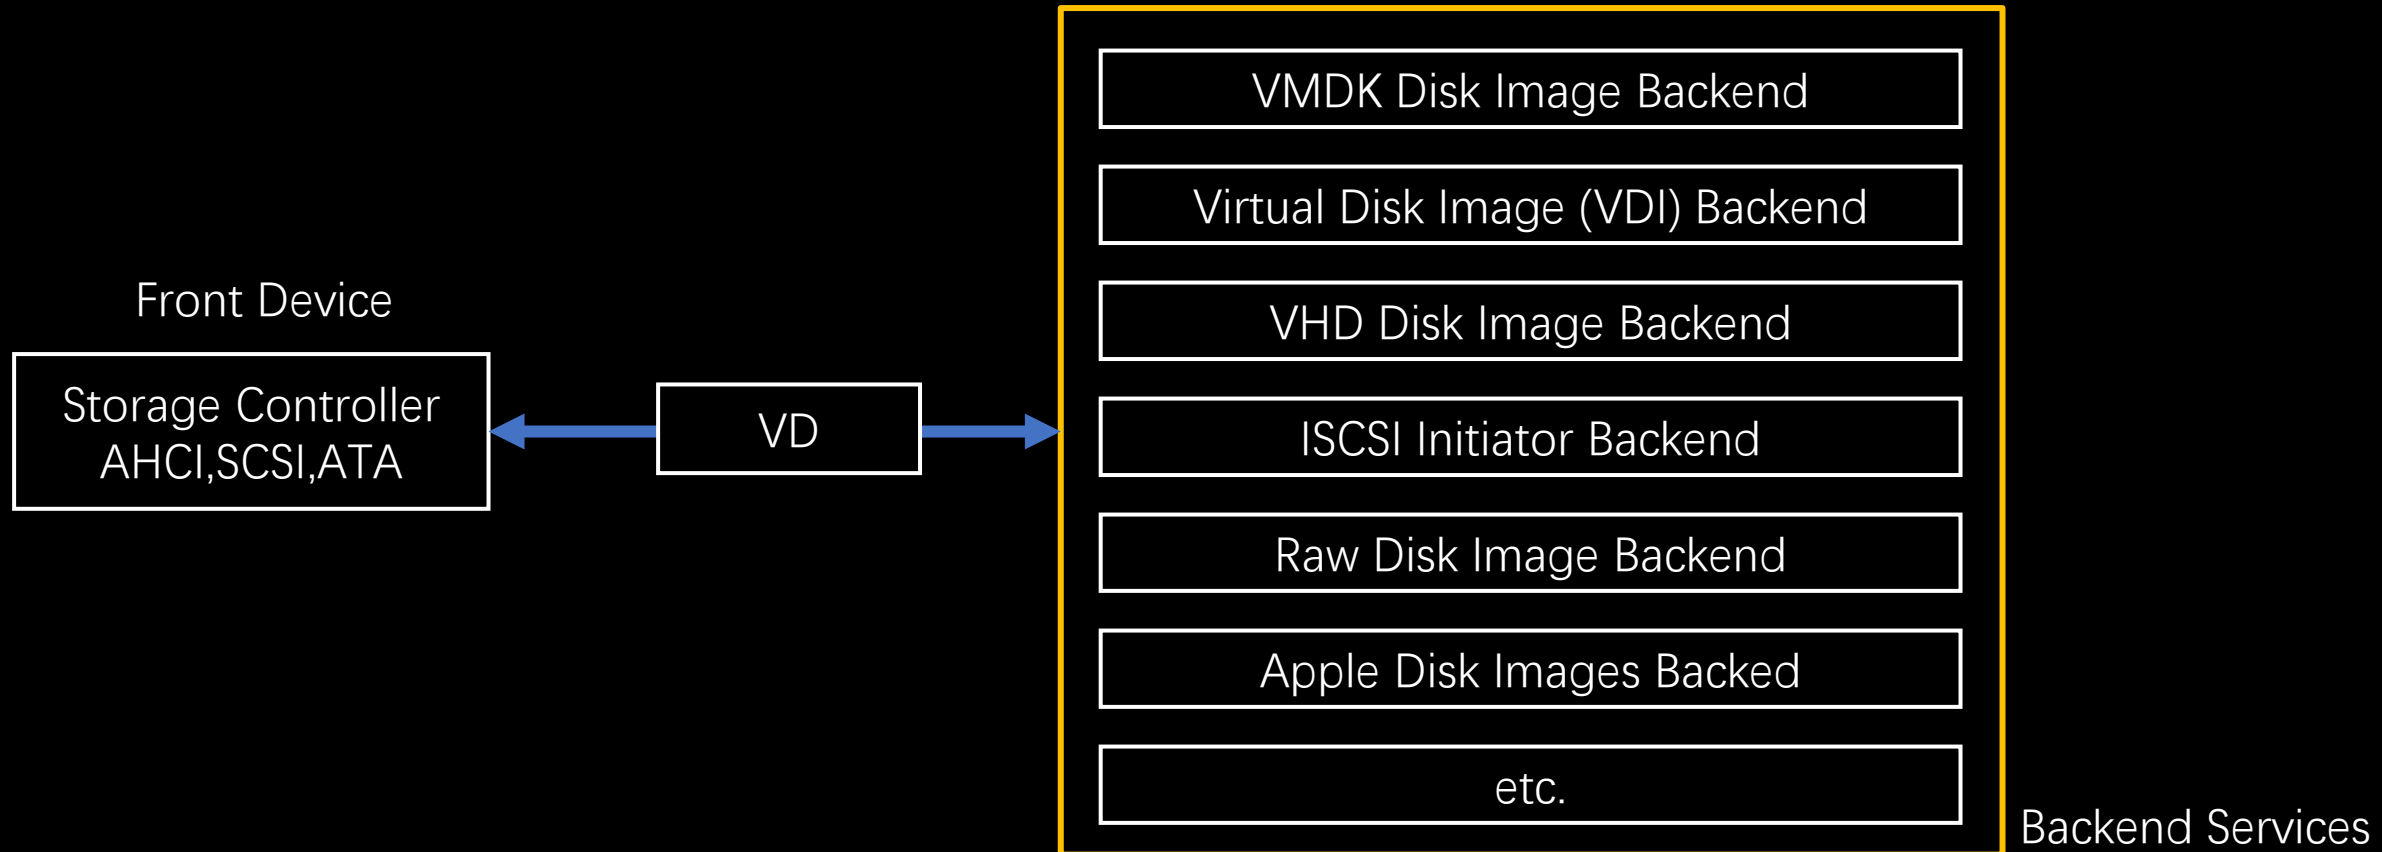 Front Device
Storage Controller
AHCI,SCSI,ATA
VD
VMDK Disk Image Backend
Virtual Disk Image (VDI) Backend
VHD Disk Image Backend
ISCSI Initiator Backend
Raw Disk Image Backend
Apple Disk Images Backed
etc.
Backend Services